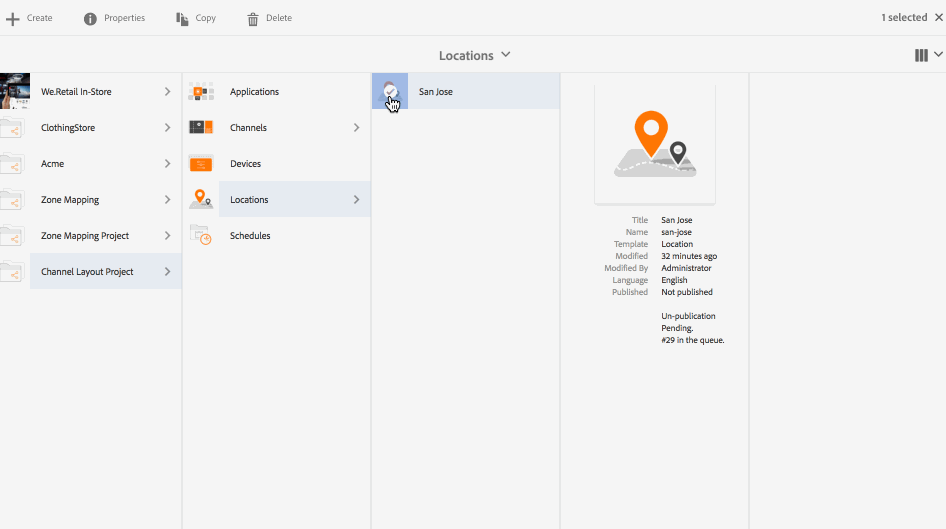 Create
Properties
Copy
Delete
1 selected
Locations
We.Retail In-Store
ClothingStore
Acme
Zone Mapping
Zone Mapping Project
Channel Layout Project
Applications
Channels
Devices
Locations
Schedules
San Jose
Title San Jose
Name san-jose
Template Location
Modified 32 minutes ago
Modified By Administrator
Language English
Published Not published
Un-publication
Pending.
#29 in the queue.